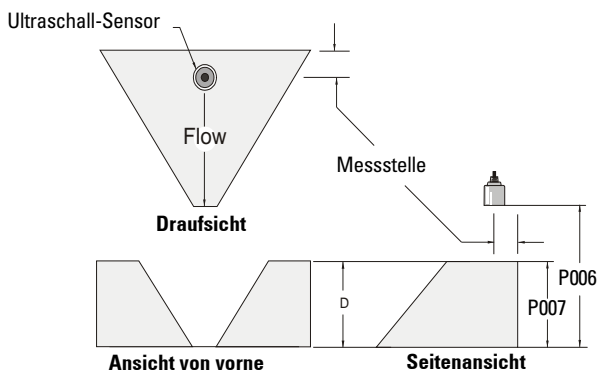 Ultraschall-Sensor
Flow
Messstelle
Draufsicht
P006
D
P007
Ansicht von vorne
Seitenansicht